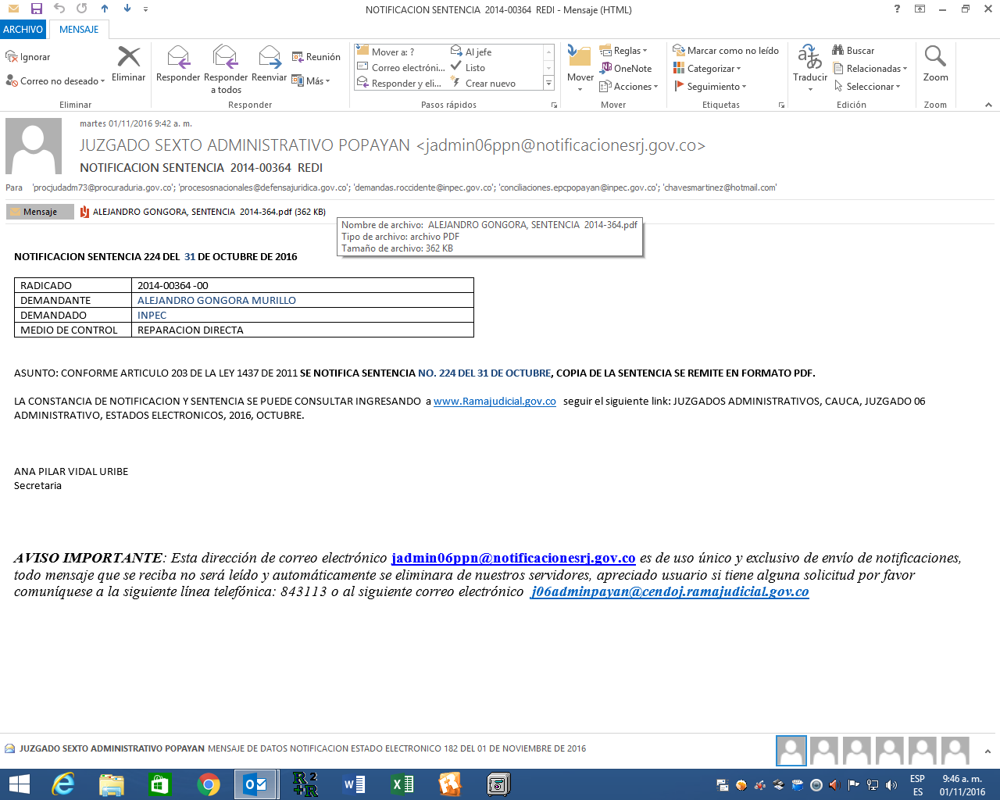 NOTIFICACION SENTENCIA 2014-00364 REDI - Mensaje (HTML)
ARCHIVO MENSAJE
Ignorar
Correo no deseado
Eliminar
Eliminar
Responder
Responder a todos
Reenviar
Reunión
Más
Responder
Mover a: ?
Correo electróni...
Responder y eli...
Al jefe
Listo
Crear nuevo
Pasos rápidos
Mover
Reglas
OneNote
Acciones
Mover
Marcar como no leído
Categorizar
Seguimiento
Etiquetas
Traducir
Buscar
Relacionadas
Seleccionar
Edición
Zoom
Zoom
martes 01/11/2016 9:42 a. m.
JUZGADO SEXTO ADMINISTRATIVO POPAYAN <jadmin06ppn@notificacionesrj.gov.co>
NOTIFICACION SENTENCIA 2014-00364 REDI
Para 'procjudadm73@procuraduria.gov.co'; 'procesosnacionales@defensajuridica.gov.co'; 'demandas.roccidente@inpec.gov.co'; 'conciliaciones.epcpopayan@inpec.gov.co'; 'chavesmartinez@hotmail.com'
Mensaje ALEJANDRO GONGORA, SENTENCIA 2014-364.pdf (362 KB)
Nombre de archivo: ALEJANDRO GONGORA, SENTENCIA 2014-364.pdf
Tipo de archivo: archivo PDF
Tamaño de archivo: 362 KB
NOTIFICACION SENTENCIA 224 DEL 31 DE OCTUBRE DE 2016
RADICADO 2014-00364 -00
DEMANDANTE ALEJANDRO GONGORA MURILLO
DEMANDADO INPEC
MEDIO DE CONTROL REPARACION DIRECTA
ASUNTO: CONFORME ARTICULO 203 DE LA LEY 1437 DE 2011 SE NOTIFICA SENTENCIA NO. 224 DEL 31 DE OCTUBRE, COPIA DE LA SENTENCIA SE REMITE EN FORMATO PDF.
LA CONSTANCIA DE NOTIFICACION Y SENTENCIA SE PUEDE CONSULTAR INGRESANDO a www.Ramajudicial.gov.co seguir el siguiente link: JUZGADOS ADMINISTRATIVOS, CAUCA, JUZGADO 06
ADMINISTRATIVO, ESTADOS ELECTRONICOS, 2016, OCTUBRE.
ANA PILAR VIDAL URIBE
Secretaria
AVISO IMPORTANTE: Esta dirección de correo electrónico jadmin06ppn@notificacionesrj.gov.co es de uso único y exclusivo de envío de notificaciones,
todo mensaje que se reciba no será leído y automáticamente se eliminara de nuestros servidores, apreciado usuario si tiene alguna solicitud por favor
comuníquese a la siguiente línea telefónica: 843113 o al siguiente correo electrónico j06adminpayan@cendoj.ramajudicial.gov.co
JUZGADO SEXTO ADMINISTRATIVO POPAYAN MENSAJE DE DATOS NOTIFICACION ESTADO ELECTRONICO 182 DEL 01 DE NOVIEMBRE DE 2016
ESP 9:46 a. m.
ES 01/11/2016